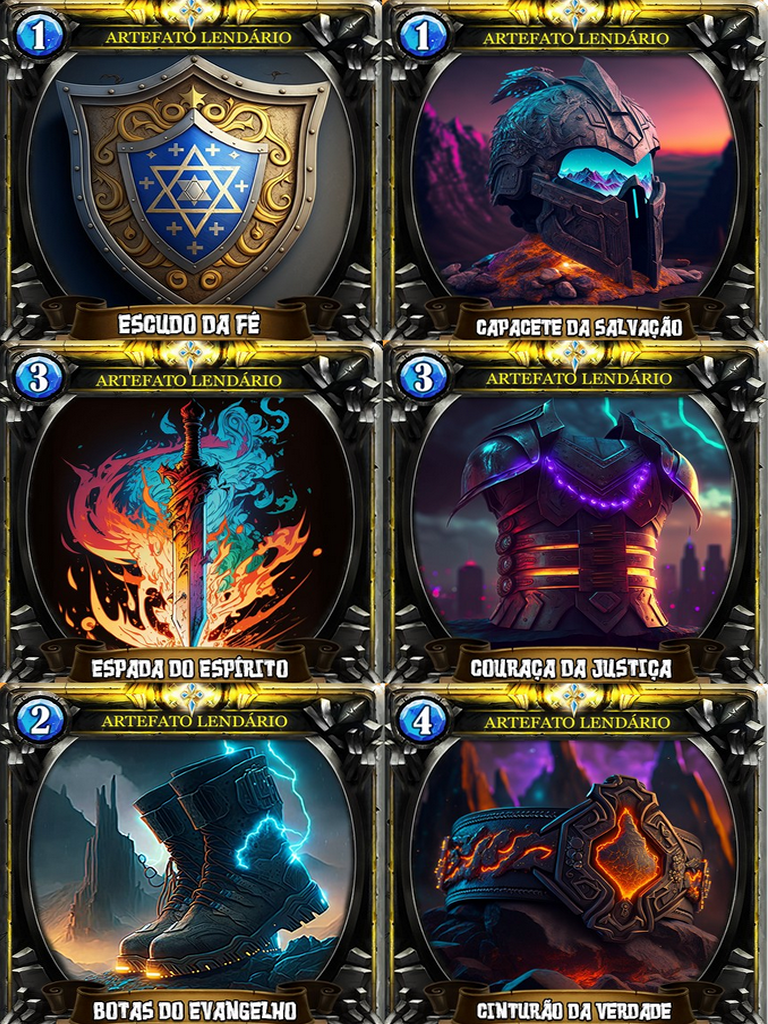 1
ARTEFATO LENDÁRIO
ESCUDO DA FÉ
1
ARTEFATO LENDÁRIO
CAPACETE DA SALVAÇÃO
3
ARTEFATO LENDÁRIO
ESPADA DO ESPÍRITO
3
ARTEFATO LENDÁRIO
COURAÇA DA JUSTIÇA
2
ARTEFATO LENDÁRIO
BOTAS DO EVANGELHO
4
ARTEFATO LENDÁRIO
CINTURÃO DA VERDADE